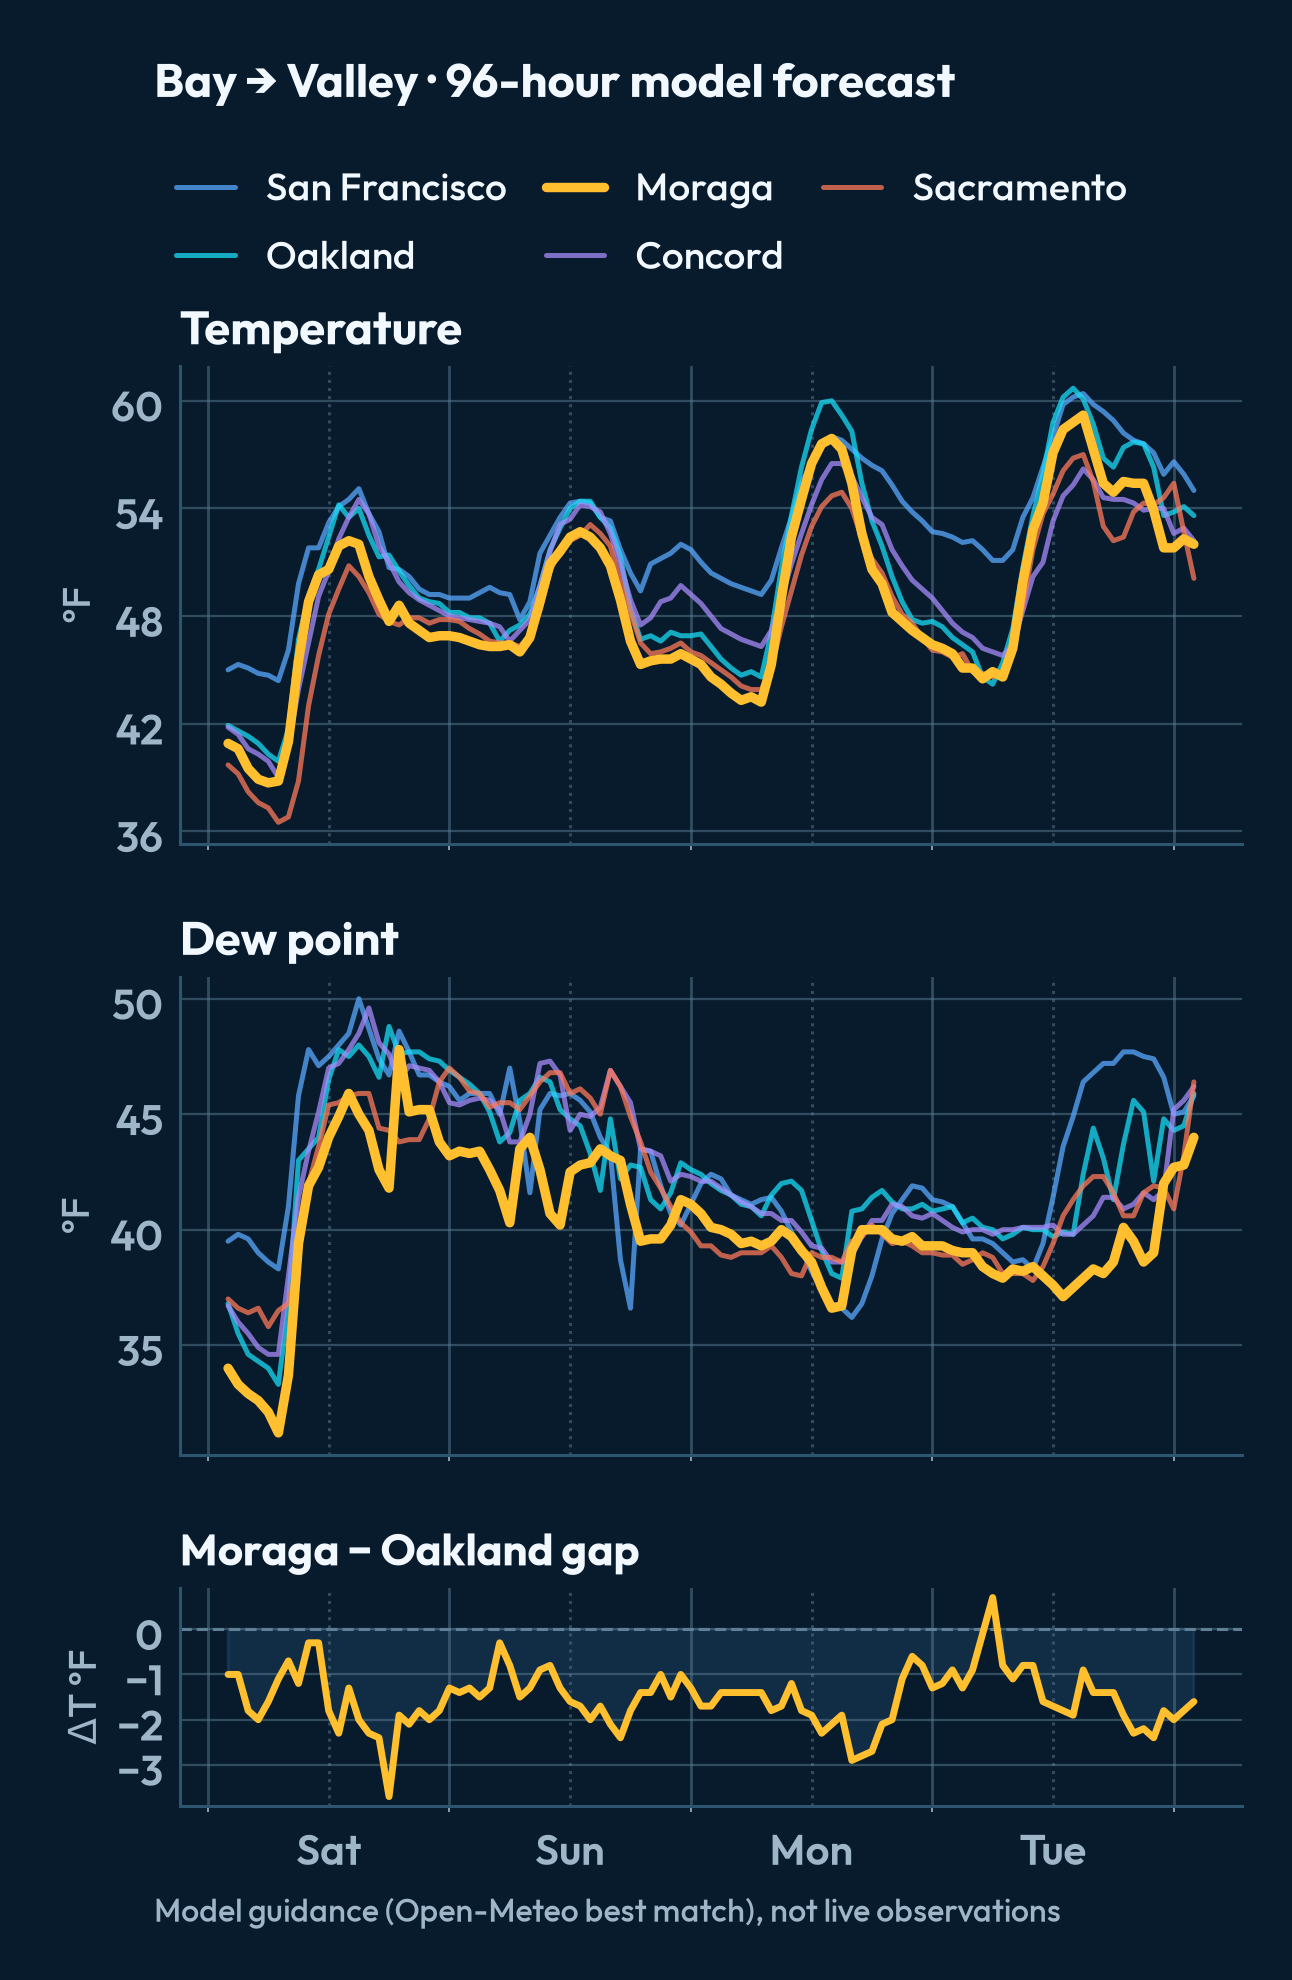 Bay → Valley · 96-hour model forecast
San Francisco Moraga Sacramento
Oakland Concord
Temperature
60
54
48
42
36
°F
Dew point
50
45
40
35
°F
Moraga − Oakland gap
0
−1
−2
−3
ΔT °F
Sat Sun Mon Tue
Model guidance (Open-Meteo best match), not live observations